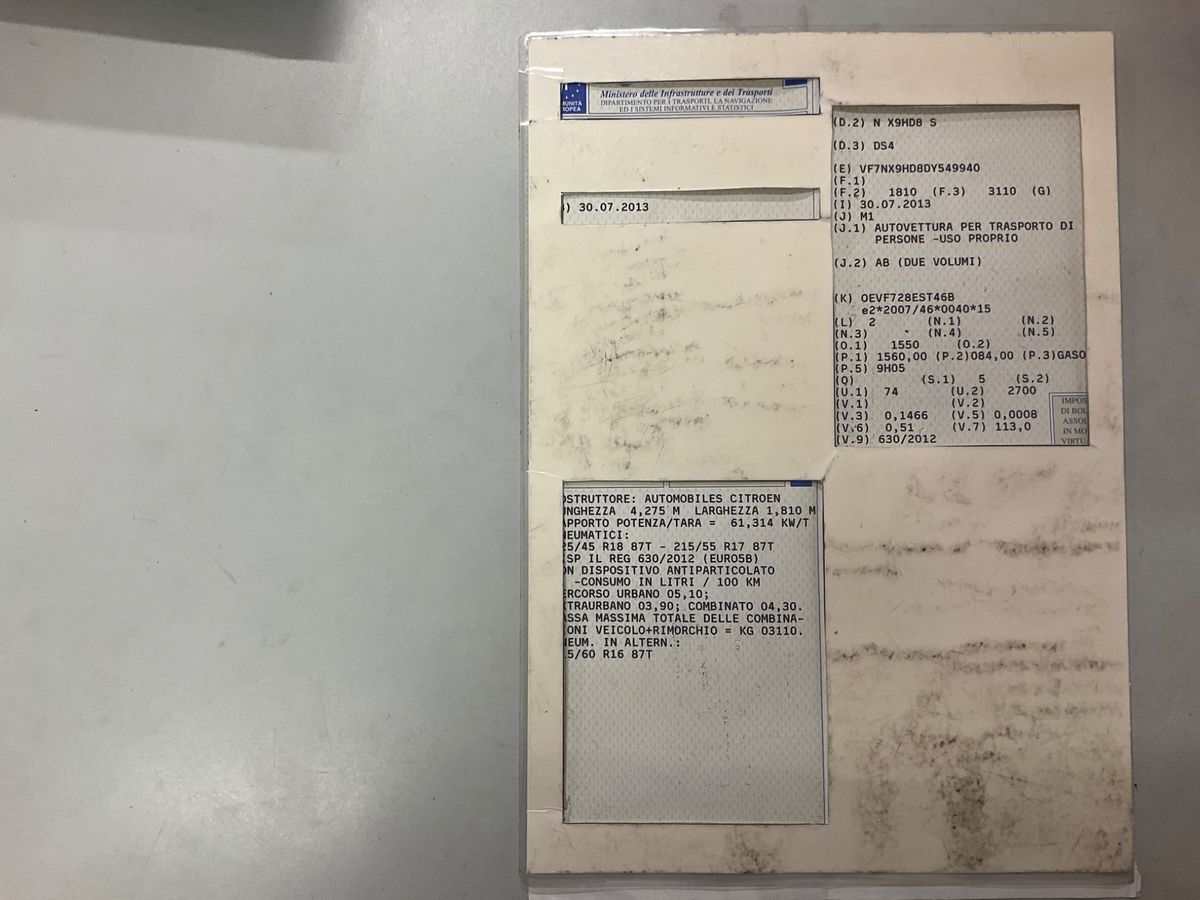 MUNITÀ
ROPEA
Ministero delle Infrastrutture e dei Trasporti
DIPARTIMENTO PER I TRASPORTI, LA NAVIGAZIONE
ED I SISTEMI INFORMATIVI E STATISTICI
) 30.07.2013
(D.2) N X9HD8 S
(D.3) DS4
(E) VF7NX9HD8DY549940
(F.1)
(F.2) 1810 (F.3) 3110 (G)
(I) 30.07.2013
(J) M1
(J.1) AUTOVETTURA PER TRASPORTO DI
PERSONE -USO PROPRIO
(J.2) AB (DUE VOLUMI)
(K) OEVF728EST46B
e2*2007/46*0040*15
(L) 2 (N.1) (N.2)
(N.3) (N.4) (N.5)
(O.1) 1550 (O.2)
(P.1) 1560,00 (P.2)084,00 (P.3)GASO
(P.5) 9H05
(Q) (S.1) 5 (S.2)
(U.1) 74 (U.2) 2700
(V.1) (V.2)
(V.3) 0,1466 (V.5) 0,0008
(V.6) 0,51 (V.7) 113,0
(V.9) 630/2012
IMPOS
DI BOL
ASSOL
IN MO
VIRTU
OSTRUTTORE: AUTOMOBILES CITROEN
UNGHEZZA 4,275 M LARGHEZZA 1,810 M
APPORTO POTENZA/TARA = 61,314 KW/T
NEUMATICI:
25/45 R18 87T - 215/55 R17 87T
ISP IL REG 630/2012 (EURO5B)
ON DISPOSITIVO ANTIPARTICOLATO
-CONSUMO IN LITRI / 100 KM
ERCORSO URBANO 05,10;
XTRAURBANO 03,90; COMBINATO 04,30.
ASSA MASSIMA TOTALE DELLE COMBINA-
IONI VEICOLO+RIMORCHIO = KG 03110.
NEUM. IN ALTERN.:
15/60 R16 87T